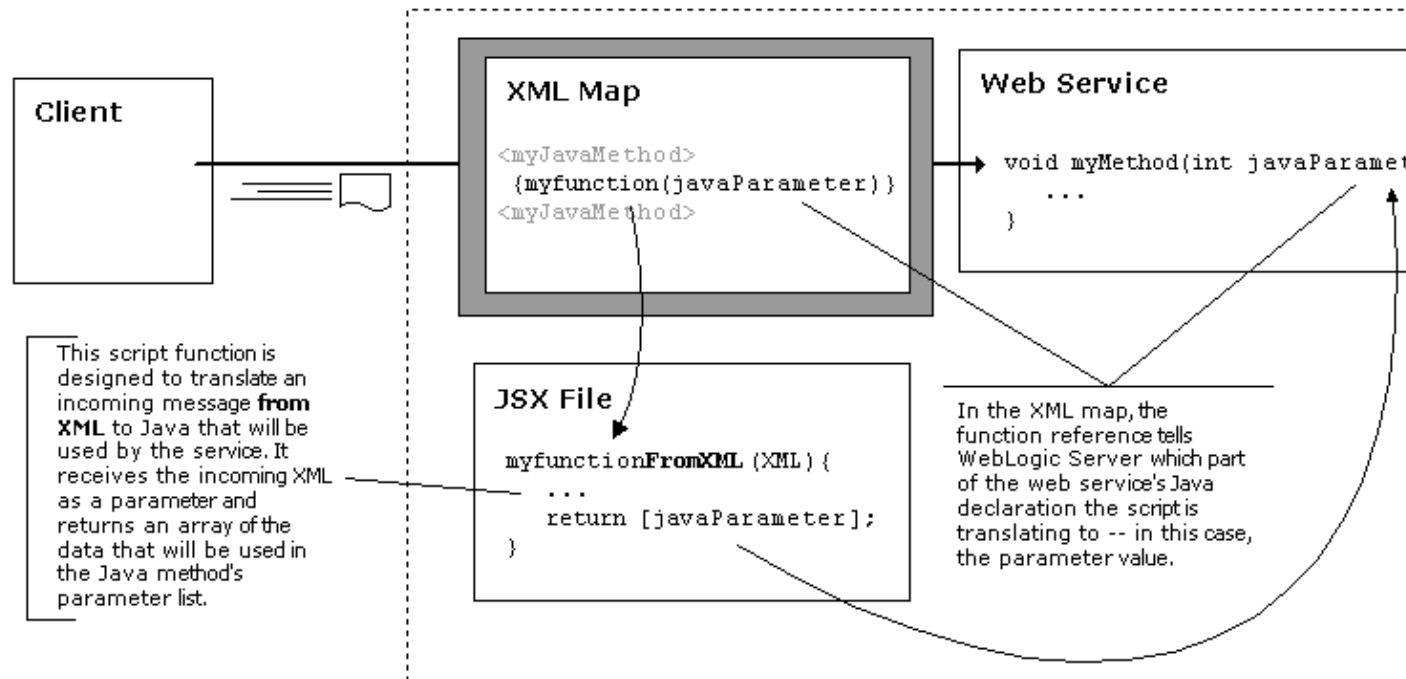 Client
XML Map
<myJavaMethod>
{myfunction(javaParameter)}
<myJavaMethod>
Web Service
void myMethod(int javaParamet
...
}
This script function is
designed to translate an
incoming message from
XML to Java that will be
used by the service. It
receives the incoming XML
as a parameter and
returns an array of the
data that will be used in
the Java method's
parameter list.
JSX File
myfunctionFromXML (XML){
...
return [javaParameter];
}
In the XML map, the
function reference tells
WebLogic Server which part
of the web service's Java
declaration the script is
translating to -- in this case,
the parameter value.